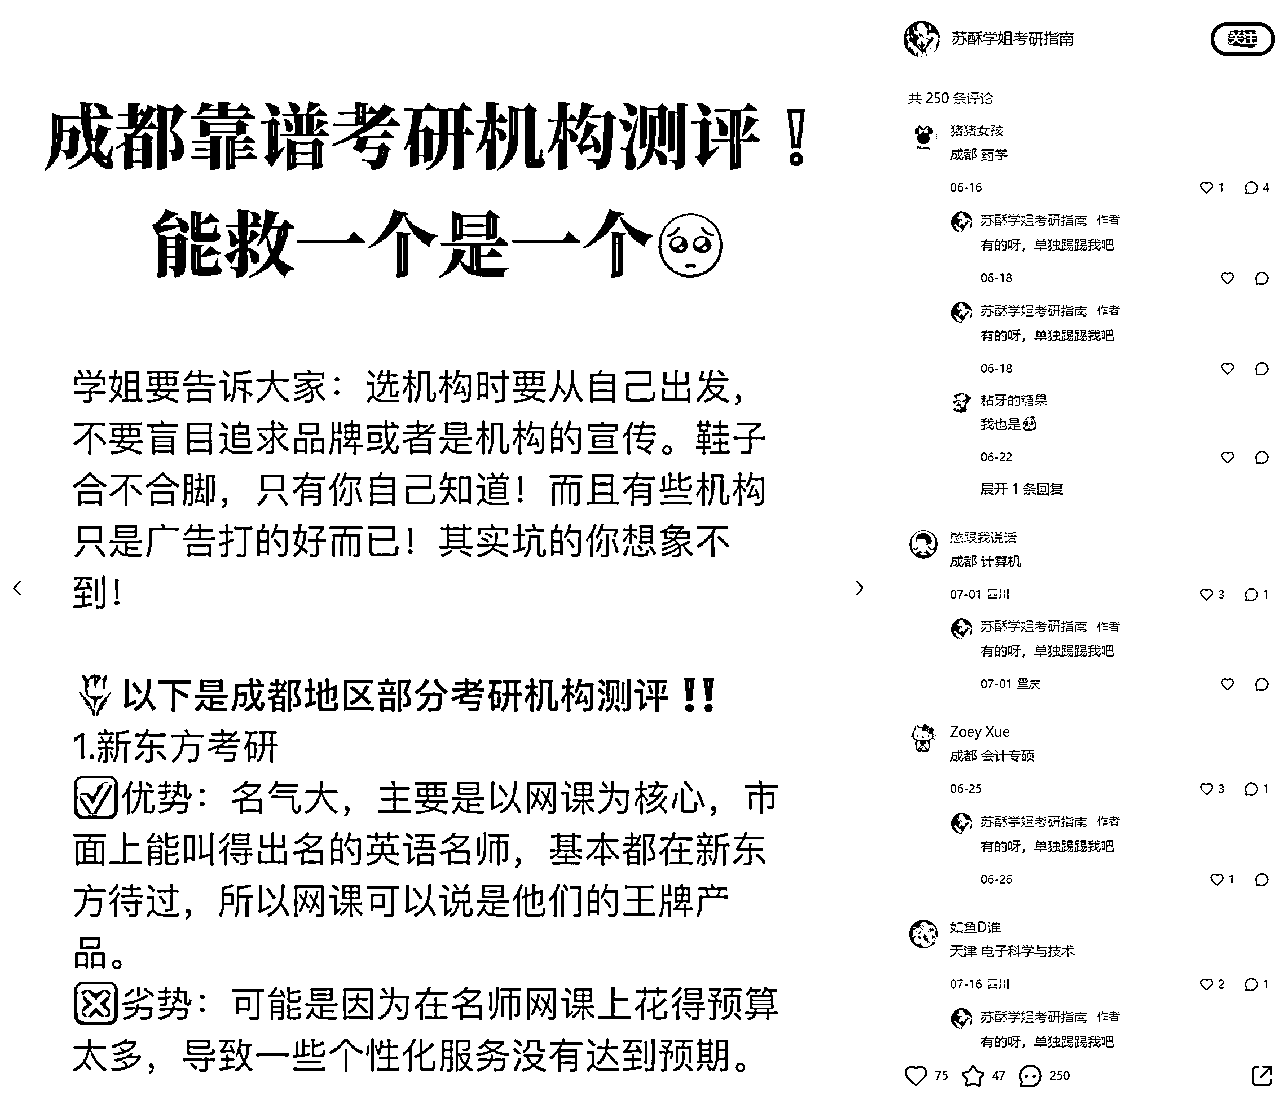 成都靠谱考研机构测评！
能救一个是一个🥺
学姐要告诉大家：选机构时要从自己出发，
不要盲目追求品牌或者是机构的宣传。鞋子
合不合脚，只有你自己知道！而且有些机构
只是广告打的好而已！其实坑的你想象不
到！
🌷以下是成都地区部分考研机构测评‼️
1.新东方考研
✅优势：名气大，主要是以网课为核心，市
面上能叫得出名的英语名师，基本都在新东
方待过，所以网课可以说是他们的王牌产
品。
❎劣势：可能是因为在名师网课上花得预算
太多，导致一些个性化服务没有达到预期。
苏酥学姐考研指南
关注
共 250 条评论
猪猪女孩
成都 药学
06-16
1
4
苏酥学姐考研指南 作者
有的呀，单独踢踢我吧
06-18
苏酥学姐考研指南 作者
有的呀，单独踢踢我吧
06-18
粘牙的糖果
我也是
06-22
展开 1 条回复
成都 计算机
07-01 四川
3
1
苏酥学姐考研指南 作者
有的呀，单独踢踢我吧
07-01 重庆
Zoey Xue
成都 会计专硕
06-25
3
1
苏酥学姐考研指南 作者
有的呀，单独踢踢我吧
06-26
1
如鱼D谁
天津 电子科学与技术
07-16 四川
2
1
苏酥学姐考研指南 作者
有的呀，单独踢踢我吧
75
47
250